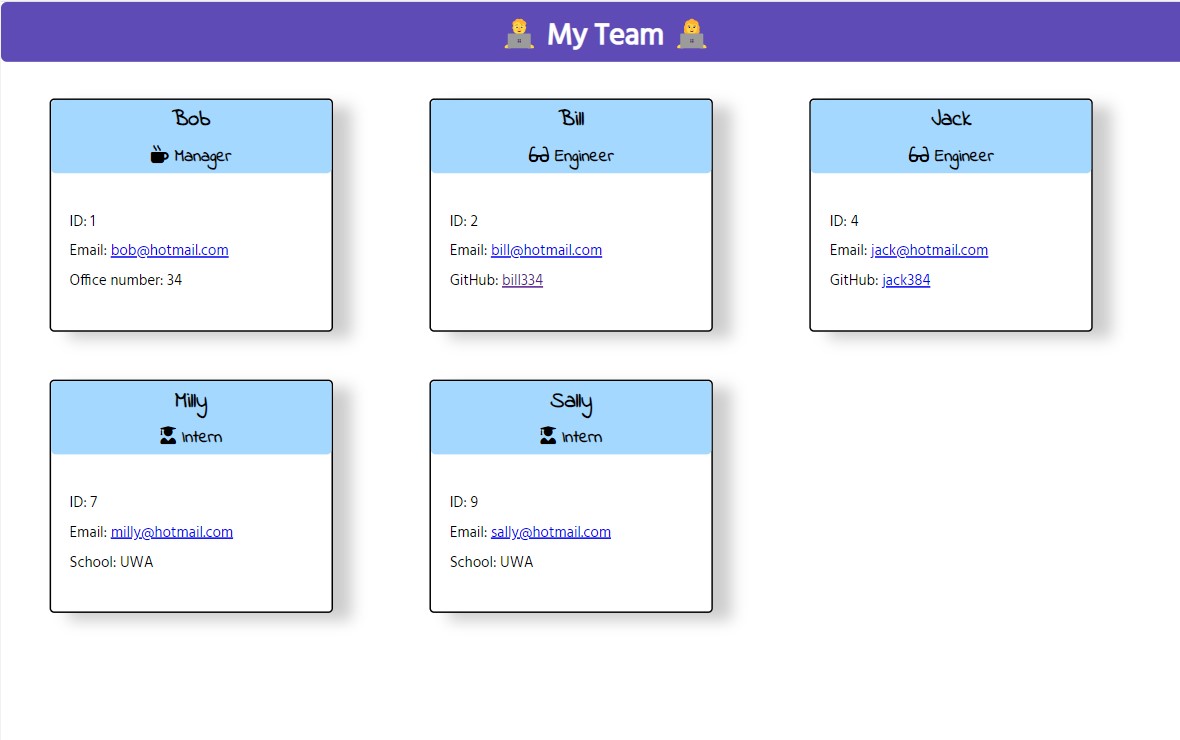 My Team
Bob
Manager
ID: 1
Email: bob@hotmail.com
Office number: 34
Bill
Engineer
ID: 2
Email: bill@hotmail.com
GitHub: bill334
Jack
Engineer
ID: 4
Email: jack@hotmail.com
GitHub: jack384
Milly
Intern
ID: 7
Email: milly@hotmail.com
School: UWA
Sally
Intern
ID: 9
Email: sally@hotmail.com
School: UWA